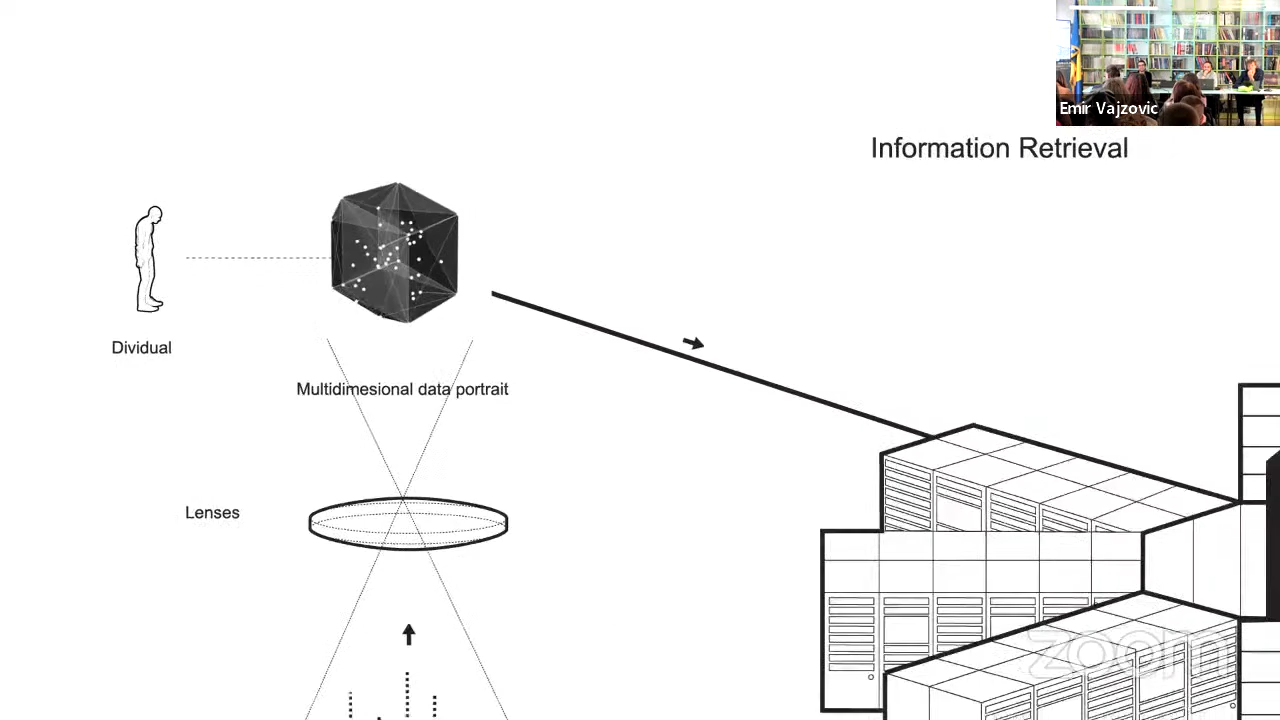 Emir Vajzovic
Information Retrieval
Dividual
Multidimesional data portrait
Lenses
zoom